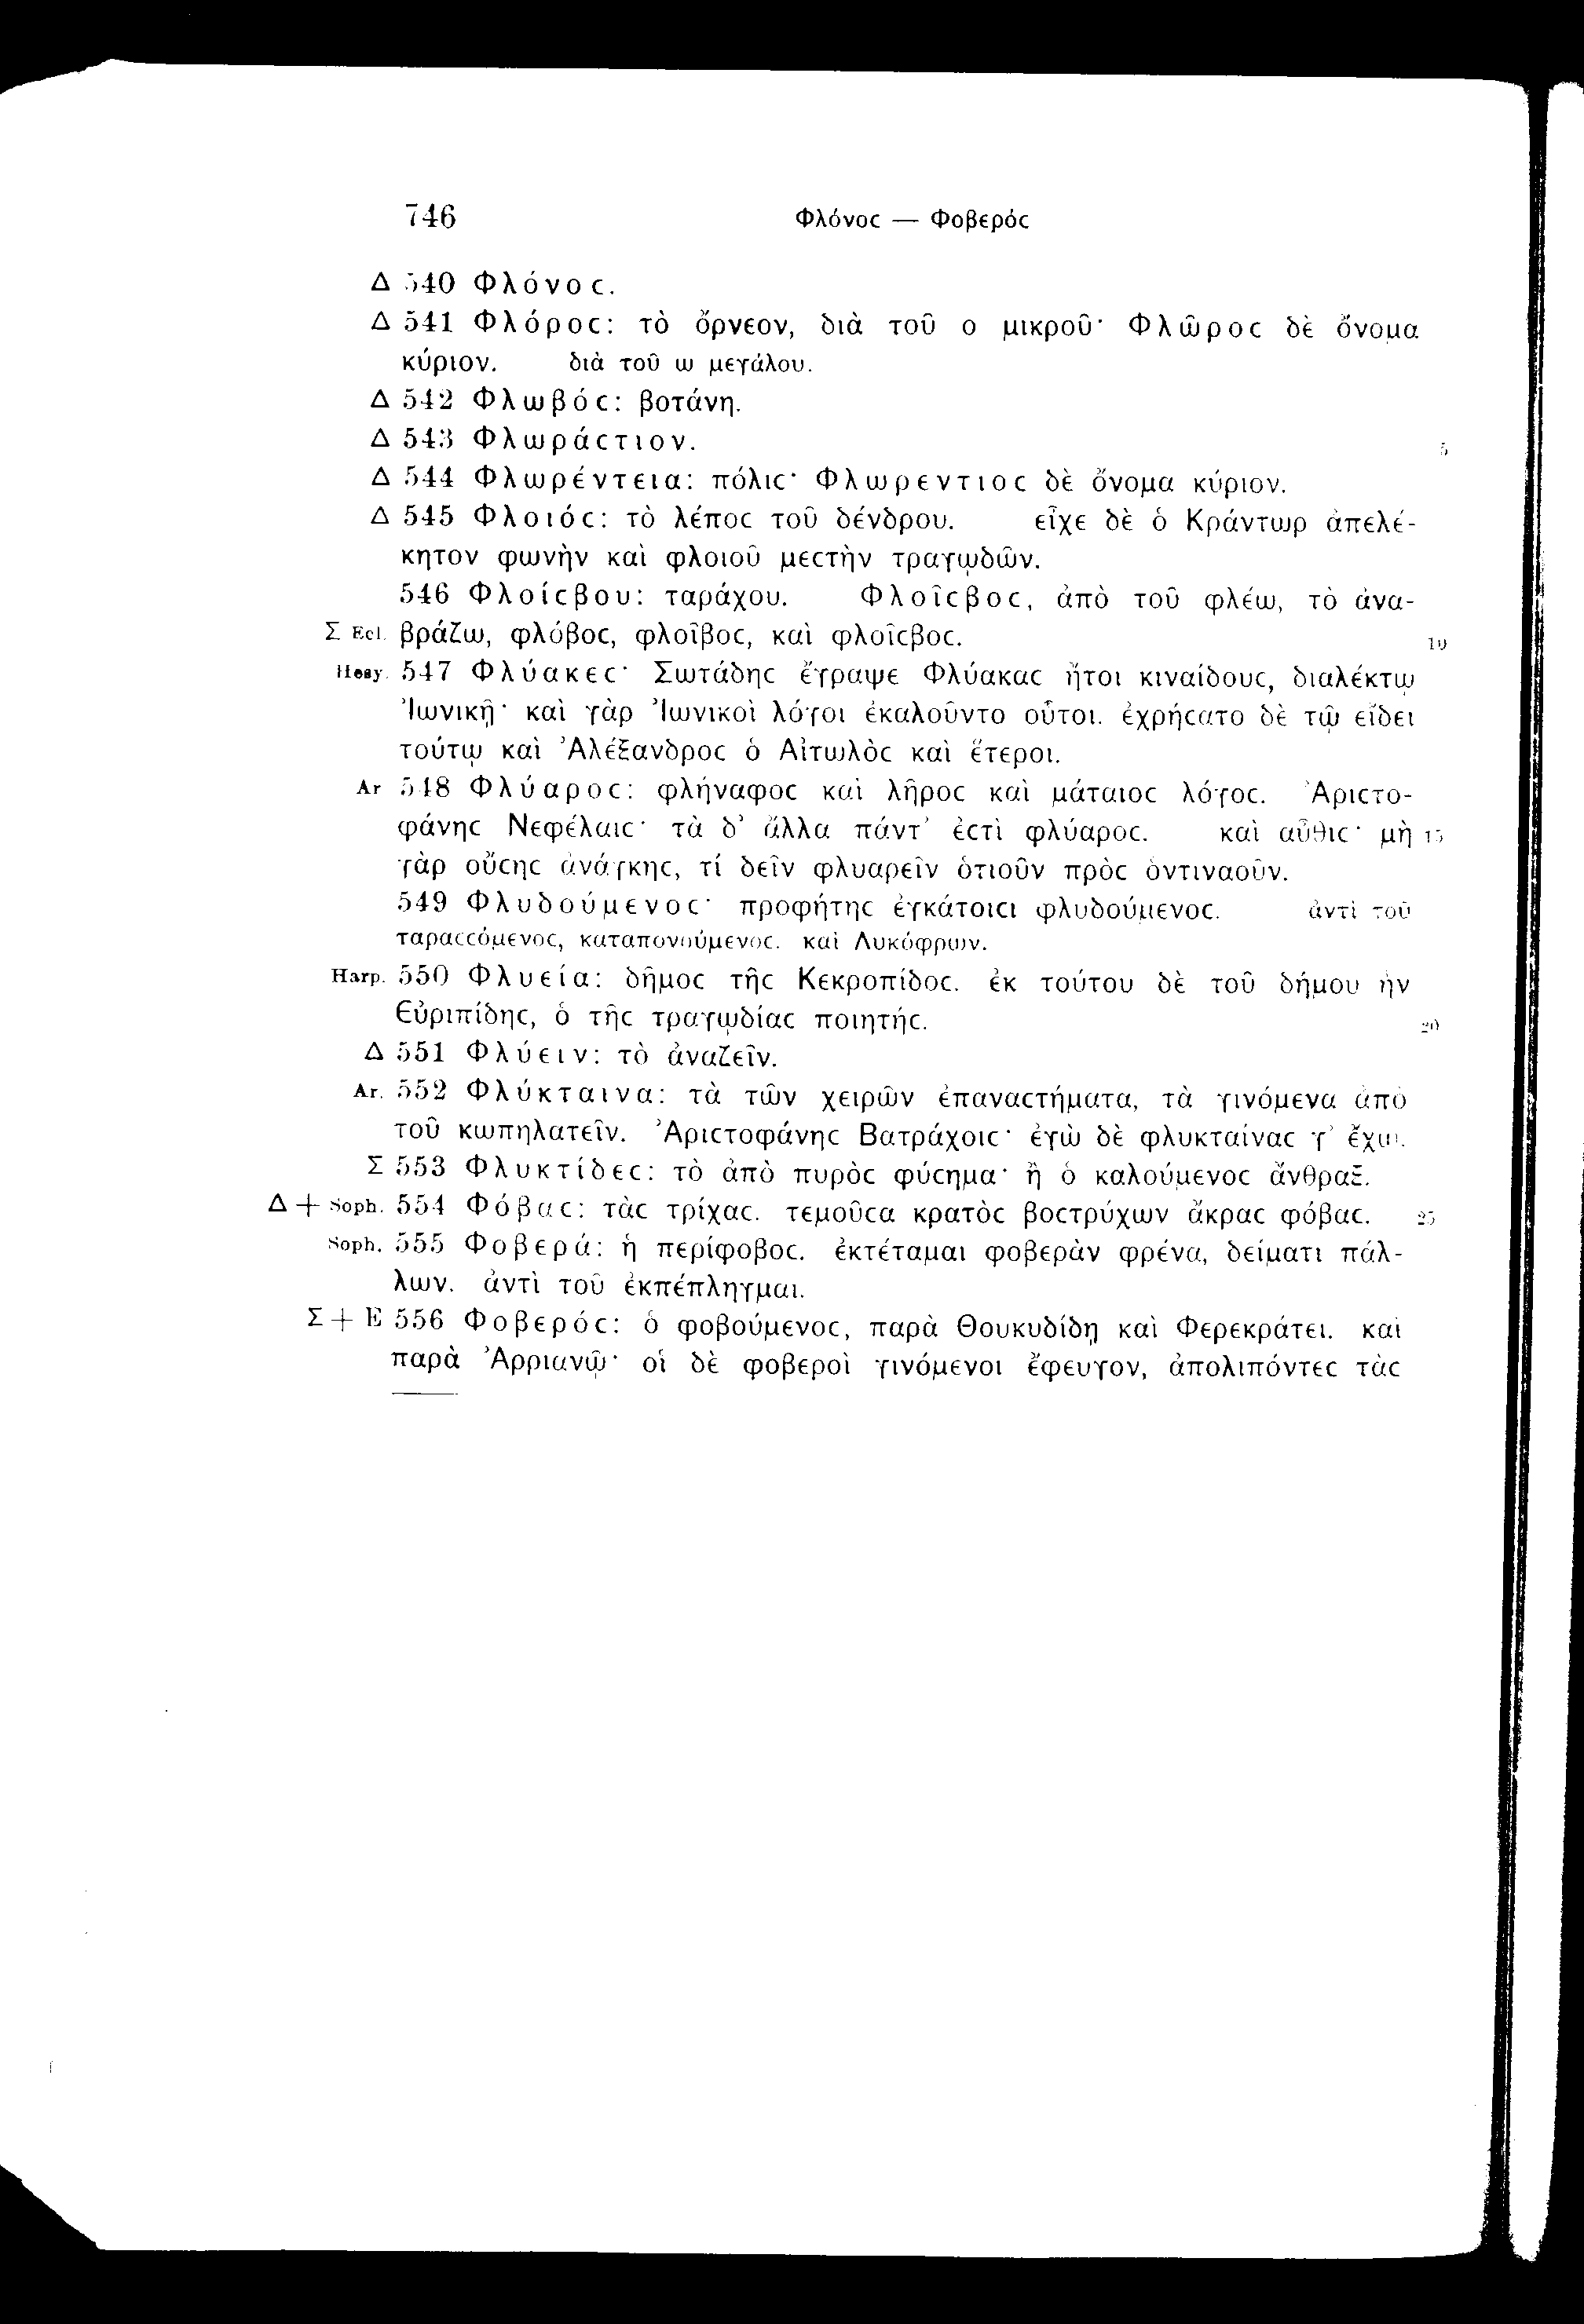 746 Φλόνοϲ — Φοβερόϲ
Δ 540 Φλόνοϲ.
Δ 541 Φλόροϲ: τὸ ὄρνεον, διὰ τοῦ ο μικροῦ· Φλῶροϲ δὲ ὄνομα
κύριον. διὰ τοῦ ω μεγάλου.
Δ 542 Φλωβόϲ: βοτάνη.
Δ 543 Φλωράϲτιον. 5
Δ 544 Φλωρέντεια: πόλιϲ· Φλωρεντιοϲ δὲ ὄνομα κύριον.
Δ 545 Φλοιόϲ: τὸ λέποϲ τοῦ δένδρου. εἶχε δὲ ὁ Κράντωρ ἀπελέ-
κητον φωνὴν καὶ φλοιοῦ μεϲτὴν τραγῳδῶν.
546 Φλοίϲβου: ταράχου. Φλοῖϲβοϲ, ἀπὸ τοῦ φλέω, τὸ ἀνα-
Σ Ecl. βράζω, φλόβοϲ, φλοῖβοϲ, καὶ φλοῖϲβοϲ. 10
Hesy. 547 Φλύακεϲ· Σωτάδηϲ ἔγραψε Φλύακαϲ ἤτοι κιναίδουϲ, διαλέκτῳ
Ἰωνικῇ· καὶ γὰρ Ἰωνικοὶ λόγοι ἐκαλοῦντο οὗτοι. ἐχρήϲατο δὲ τῷ εἴδει
τούτῳ καὶ Ἀλέξανδροϲ ὁ Αἰτωλὸϲ καὶ ἕτεροι.
Ar 548 Φλύαροϲ: φλήναφοϲ καὶ λῆροϲ καὶ μάταιοϲ λόγοϲ. Ἀριϲτο-
φάνηϲ Νεφέλαιϲ· τὰ δ’ ἄλλα πάντ’ ἐϲτὶ φλύαροϲ. καὶ αὖθιϲ· μὴ 15
γὰρ οὔϲηϲ ἀνάγκηϲ, τί δεῖν φλυαρεῖν ὁτιοῦν πρὸϲ ὁντιναοῦν.
549 Φλυδούμενοϲ· προφήτηϲ ἐγκάτοιϲι φλυδούμενοϲ. ἀντὶ τοῦ
ταραϲϲόμενοϲ, καταπονούμενοϲ. καὶ Λυκόφρων.
Harp. 550 Φλυεία: δῆμοϲ τῆϲ Κεκροπίδοϲ. ἐκ τούτου δὲ τοῦ δήμου ἦν
Εὐριπίδηϲ, ὁ τῆϲ τραγῳδίαϲ ποιητήϲ. 20
Δ 551 Φλύειν: τὸ ἀναζεῖν.
Ar. 552 Φλύκταινα: τὰ τῶν χειρῶν ἐπαναϲτήματα, τὰ γινόμενα ἀπὸ
τοῦ κωπηλατεῖν. Ἀριϲτοφάνηϲ Βατράχοιϲ· ἐγὼ δὲ φλυκταίναϲ γ’ ἔχω.
Σ 553 Φλυκτίδεϲ: τὸ ἀπὸ πυρὸϲ φύϲημα· ἢ ὁ καλούμενοϲ ἄνθραξ.
Δ + Soph. 554 Φόβαϲ: τὰϲ τρίχαϲ. τεμοῦϲα κρατὸϲ βοϲτρύχων ἄκραϲ φόβαϲ. 25
Soph. 555 Φοβερά: ἡ περίφοβοϲ. ἐκτέταμαι φοβερὰν φρένα, δείματι πάλ-
λων. ἀντὶ τοῦ ἐκπέπληγμαι.
Σ + E 556 Φοβερόϲ: ὁ φοβούμενοϲ, παρὰ Θουκυδίδῃ καὶ Φερεκράτει. καὶ
παρὰ Ἀρριανῷ· οἱ δὲ φοβεροὶ γινόμενοι ἔφευγον, ἀπολιπόντεϲ τὰϲ